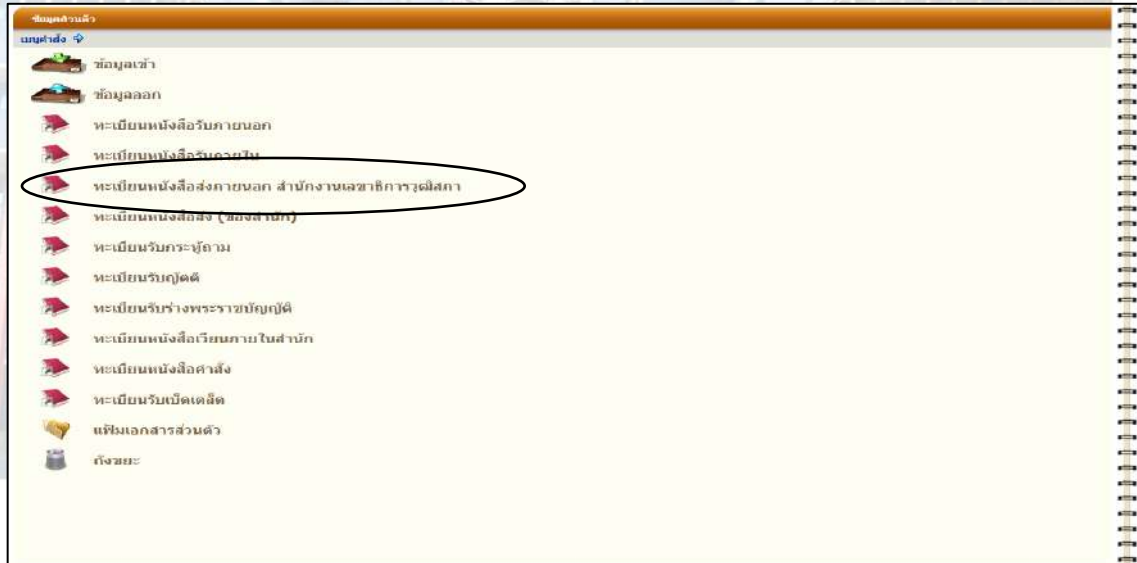 ข้อมูลส่วนตัว
เมนูคำสั่ง
ข้อมูลเข้า
ข้อมูลออก
ทะเบียนหนังสือรับภายนอก
ทะเบียนหนังสือรับภายใน
ทะเบียนหนังสือส่งภายนอก สำนักงานเลขาธิการวุฒิสภา
ทะเบียนหนังสือส่ง (ของสำนัก)
ทะเบียนรับกระทู้ถาม
ทะเบียนรับญัตติ
ทะเบียนรับร่างพระราชบัญญัติ
ทะเบียนหนังสือเวียนภายในสำนัก
ทะเบียนหนังสือคำสั่ง
ทะเบียนรับเบ็ดเตล็ด
แฟ้มเอกสารส่วนตัว
ถังขยะ